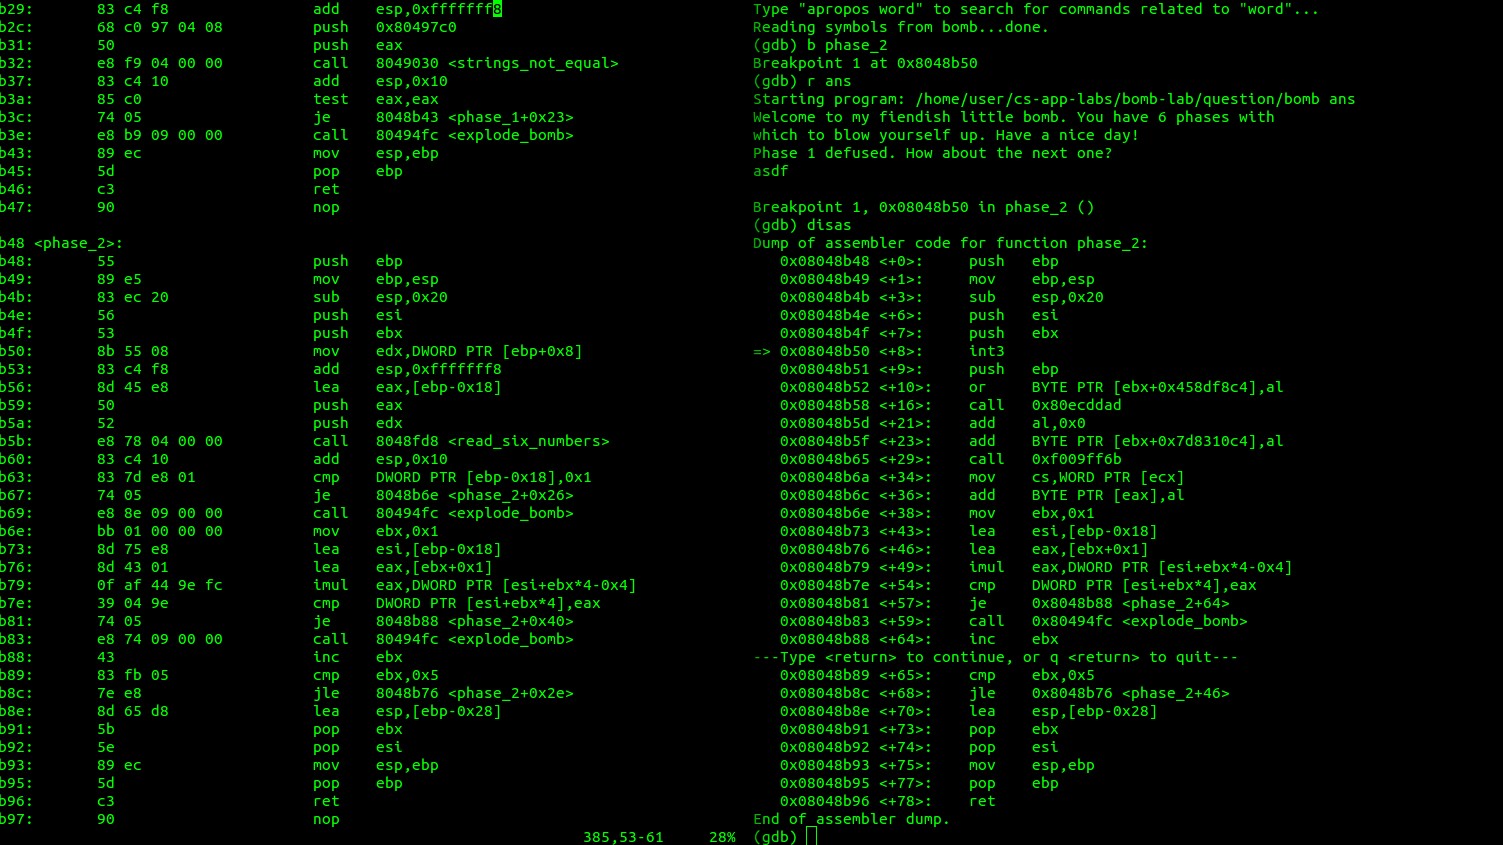 b29:       83 c4 f8                add    esp,0xfffffff8
b2c:       68 c0 97 04 08          push   0x80497c0
b31:       50                      push   eax
b32:       e8 f9 04 00 00          call   8049030 <strings_not_equal>
b37:       83 c4 10                add    esp,0x10
b3a:       85 c0                   test   eax,eax
b3c:       74 05                   je     8048b43 <phase_1+0x23>
b3e:       e8 b9 09 00 00          call   80494fc <explode_bomb>
b43:       89 ec                   mov    esp,ebp
b45:       5d                      pop    ebp
b46:       c3                      ret
b47:       90                      nop
b48 <phase_2>:
b48:       55                      push   ebp
b49:       89 e5                   mov    ebp,esp
b4b:       83 ec 20                sub    esp,0x20
b4e:       56                      push   esi
b4f:       53                      push   ebx
b50:       8b 55 08                mov    edx,DWORD PTR [ebp+0x8]
b53:       83 c4 f8                add    esp,0xfffffff8
b56:       8d 45 e8                lea    eax,[ebp-0x18]
b59:       50                      push   eax
b5a:       52                      push   edx
b5b:       e8 78 04 00 00          call   8048fd8 <read_six_numbers>
b60:       83 c4 10                add    esp,0x10
b63:       83 7d e8 01             cmp    DWORD PTR [ebp-0x18],0x1
b67:       74 05                   je     8048b6e <phase_2+0x26>
b69:       e8 8e 09 00 00          call   80494fc <explode_bomb>
b6e:       bb 01 00 00 00          mov    ebx,0x1
b73:       8d 75 e8                lea    esi,[ebp-0x18]
b76:       8d 43 01                lea    eax,[ebx+0x1]
b79:       0f af 44 9e fc          imul   eax,DWORD PTR [esi+ebx*4-0x4]
b7e:       39 04 9e                cmp    DWORD PTR [esi+ebx*4],eax
b81:       74 05                   je     8048b88 <phase_2+0x40>
b83:       e8 74 09 00 00          call   80494fc <explode_bomb>
b88:       43                      inc    ebx
b89:       83 fb 05                cmp    ebx,0x5
b8c:       7e e8                   jle    8048b76 <phase_2+0x2e>
b8e:       8d 65 d8                lea    esp,[ebp-0x28]
b91:       5b                      pop    ebx
b92:       5e                      pop    esi
b93:       89 ec                   mov    esp,ebp
b95:       5d                      pop    ebp
b96:       c3                      ret
b97:       90                      nop
385,53-61     28%
Type "apropos word" to search for commands related to "word"...
Reading symbols from bomb...done.
(gdb) b phase_2
Breakpoint 1 at 0x8048b50
(gdb) r ans
Starting program: /home/user/cs-app-labs/bomb-lab/question/bomb ans
Welcome to my fiendish little bomb. You have 6 phases with
which to blow yourself up. Have a nice day!
Phase 1 defused. How about the next one?
asdf
Breakpoint 1, 0x08048b50 in phase_2 ()
(gdb) disas
Dump of assembler code for function phase_2:
   0x08048b48 <+0>:     push   ebp
   0x08048b49 <+1>:     mov    ebp,esp
   0x08048b4b <+3>:     sub    esp,0x20
   0x08048b4e <+6>:     push   esi
   0x08048b4f <+7>:     push   ebx
=> 0x08048b50 <+8>:     int3
   0x08048b51 <+9>:     push   ebp
   0x08048b52 <+10>:    or     BYTE PTR [ebx+0x458df8c4],al
   0x08048b58 <+16>:    call   0x80ecddad
   0x08048b5d <+21>:    add    al,0x0
   0x08048b5f <+23>:    add    BYTE PTR [ebx+0x7d8310c4],al
   0x08048b65 <+29>:    call   0xf009ff6b
   0x08048b6a <+34>:    mov    cs,WORD PTR [ecx]
   0x08048b6c <+36>:    add    BYTE PTR [eax],al
   0x08048b6e <+38>:    mov    ebx,0x1
   0x08048b73 <+43>:    lea    esi,[ebp-0x18]
   0x08048b76 <+46>:    lea    eax,[ebx+0x1]
   0x08048b79 <+49>:    imul   eax,DWORD PTR [esi+ebx*4-0x4]
   0x08048b7e <+54>:    cmp    DWORD PTR [esi+ebx*4],eax
   0x08048b81 <+57>:    je     0x8048b88 <phase_2+64>
   0x08048b83 <+59>:    call   0x80494fc <explode_bomb>
   0x08048b88 <+64>:    inc    ebx
---Type <return> to continue, or q <return> to quit---
   0x08048b89 <+65>:    cmp    ebx,0x5
   0x08048b8c <+68>:    jle    0x8048b76 <phase_2+46>
   0x08048b8e <+70>:    lea    esp,[ebp-0x28]
   0x08048b91 <+73>:    pop    ebx
   0x08048b92 <+74>:    pop    esi
   0x08048b93 <+75>:    mov    esp,ebp
   0x08048b95 <+77>:    pop    ebp
   0x08048b96 <+78>:    ret
End of assembler dump.
(gdb)